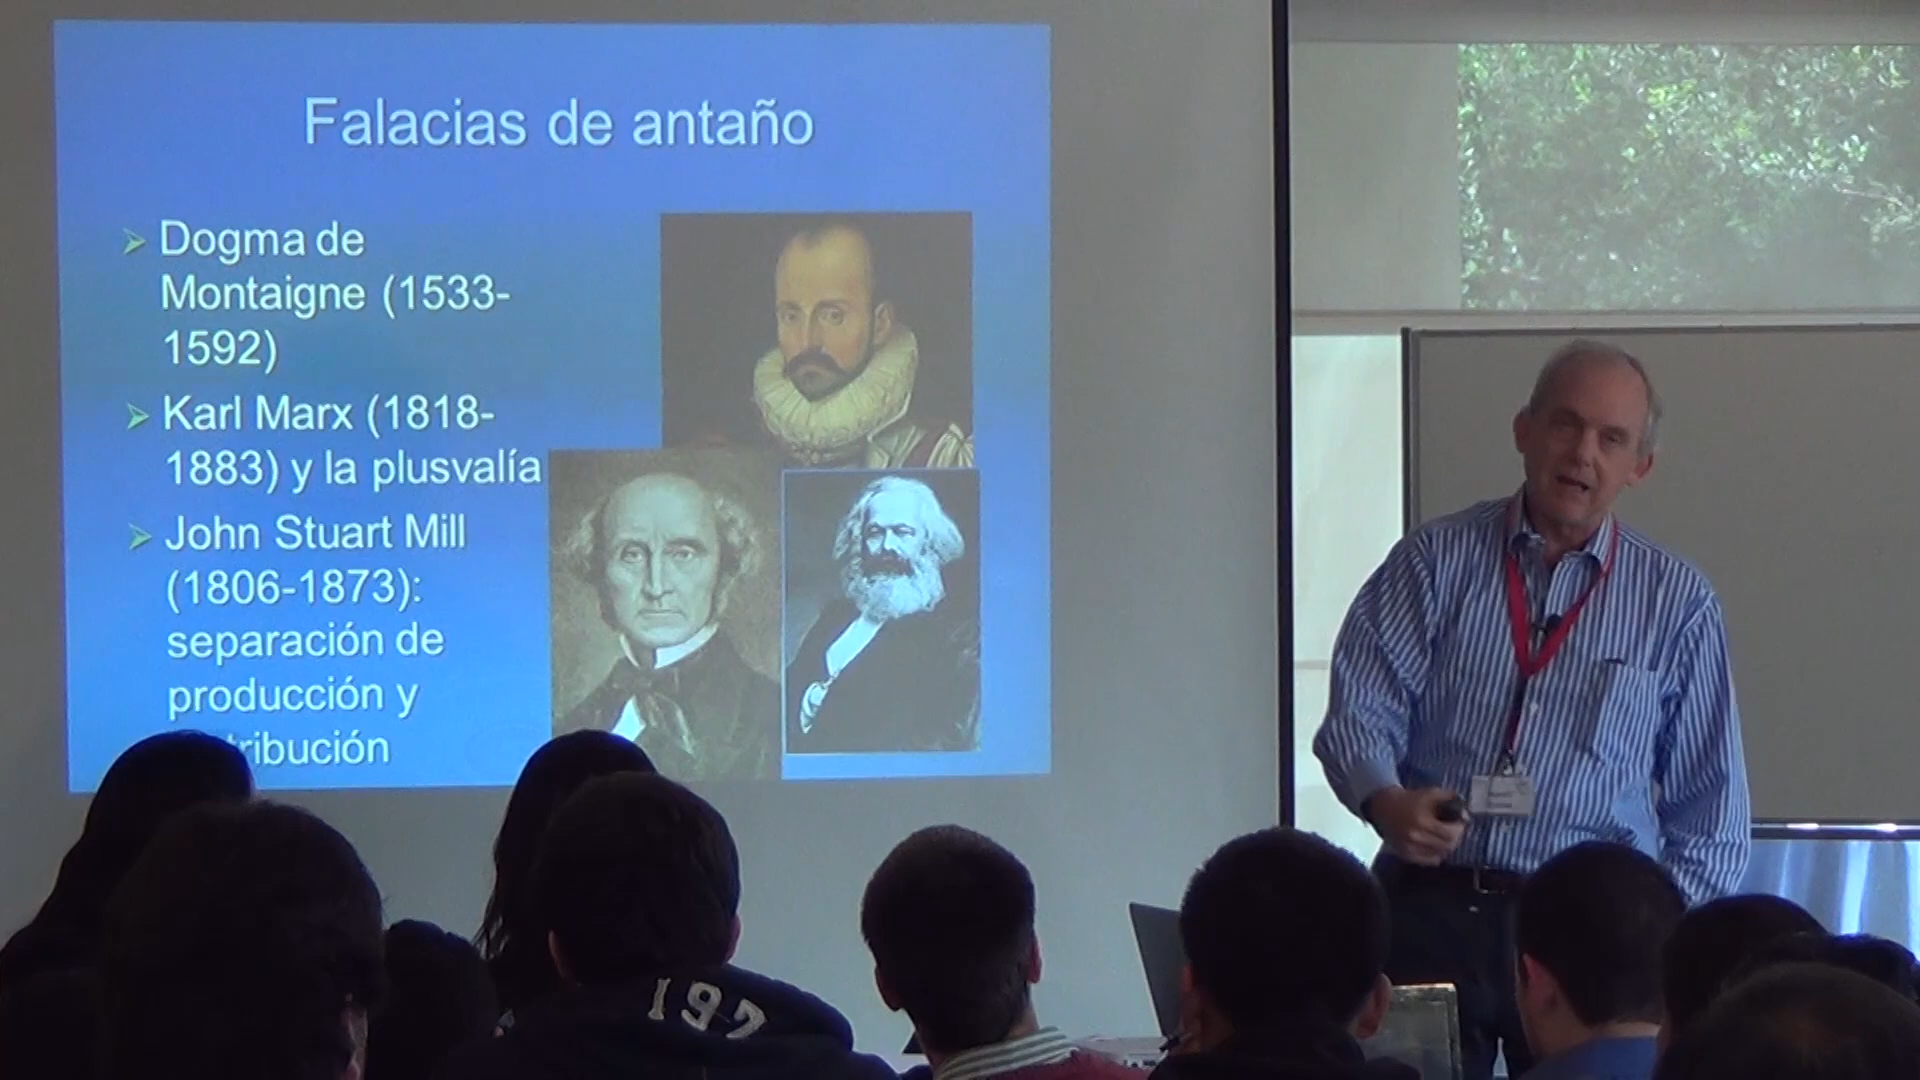 Falacias de antaño
Dogma de
Montaigne (1533-
1592)
Karl Marx (1818-
1883) y la plusvalía
John Stuart Mill
(1806-1873):
separación de
producción y
tribución
197